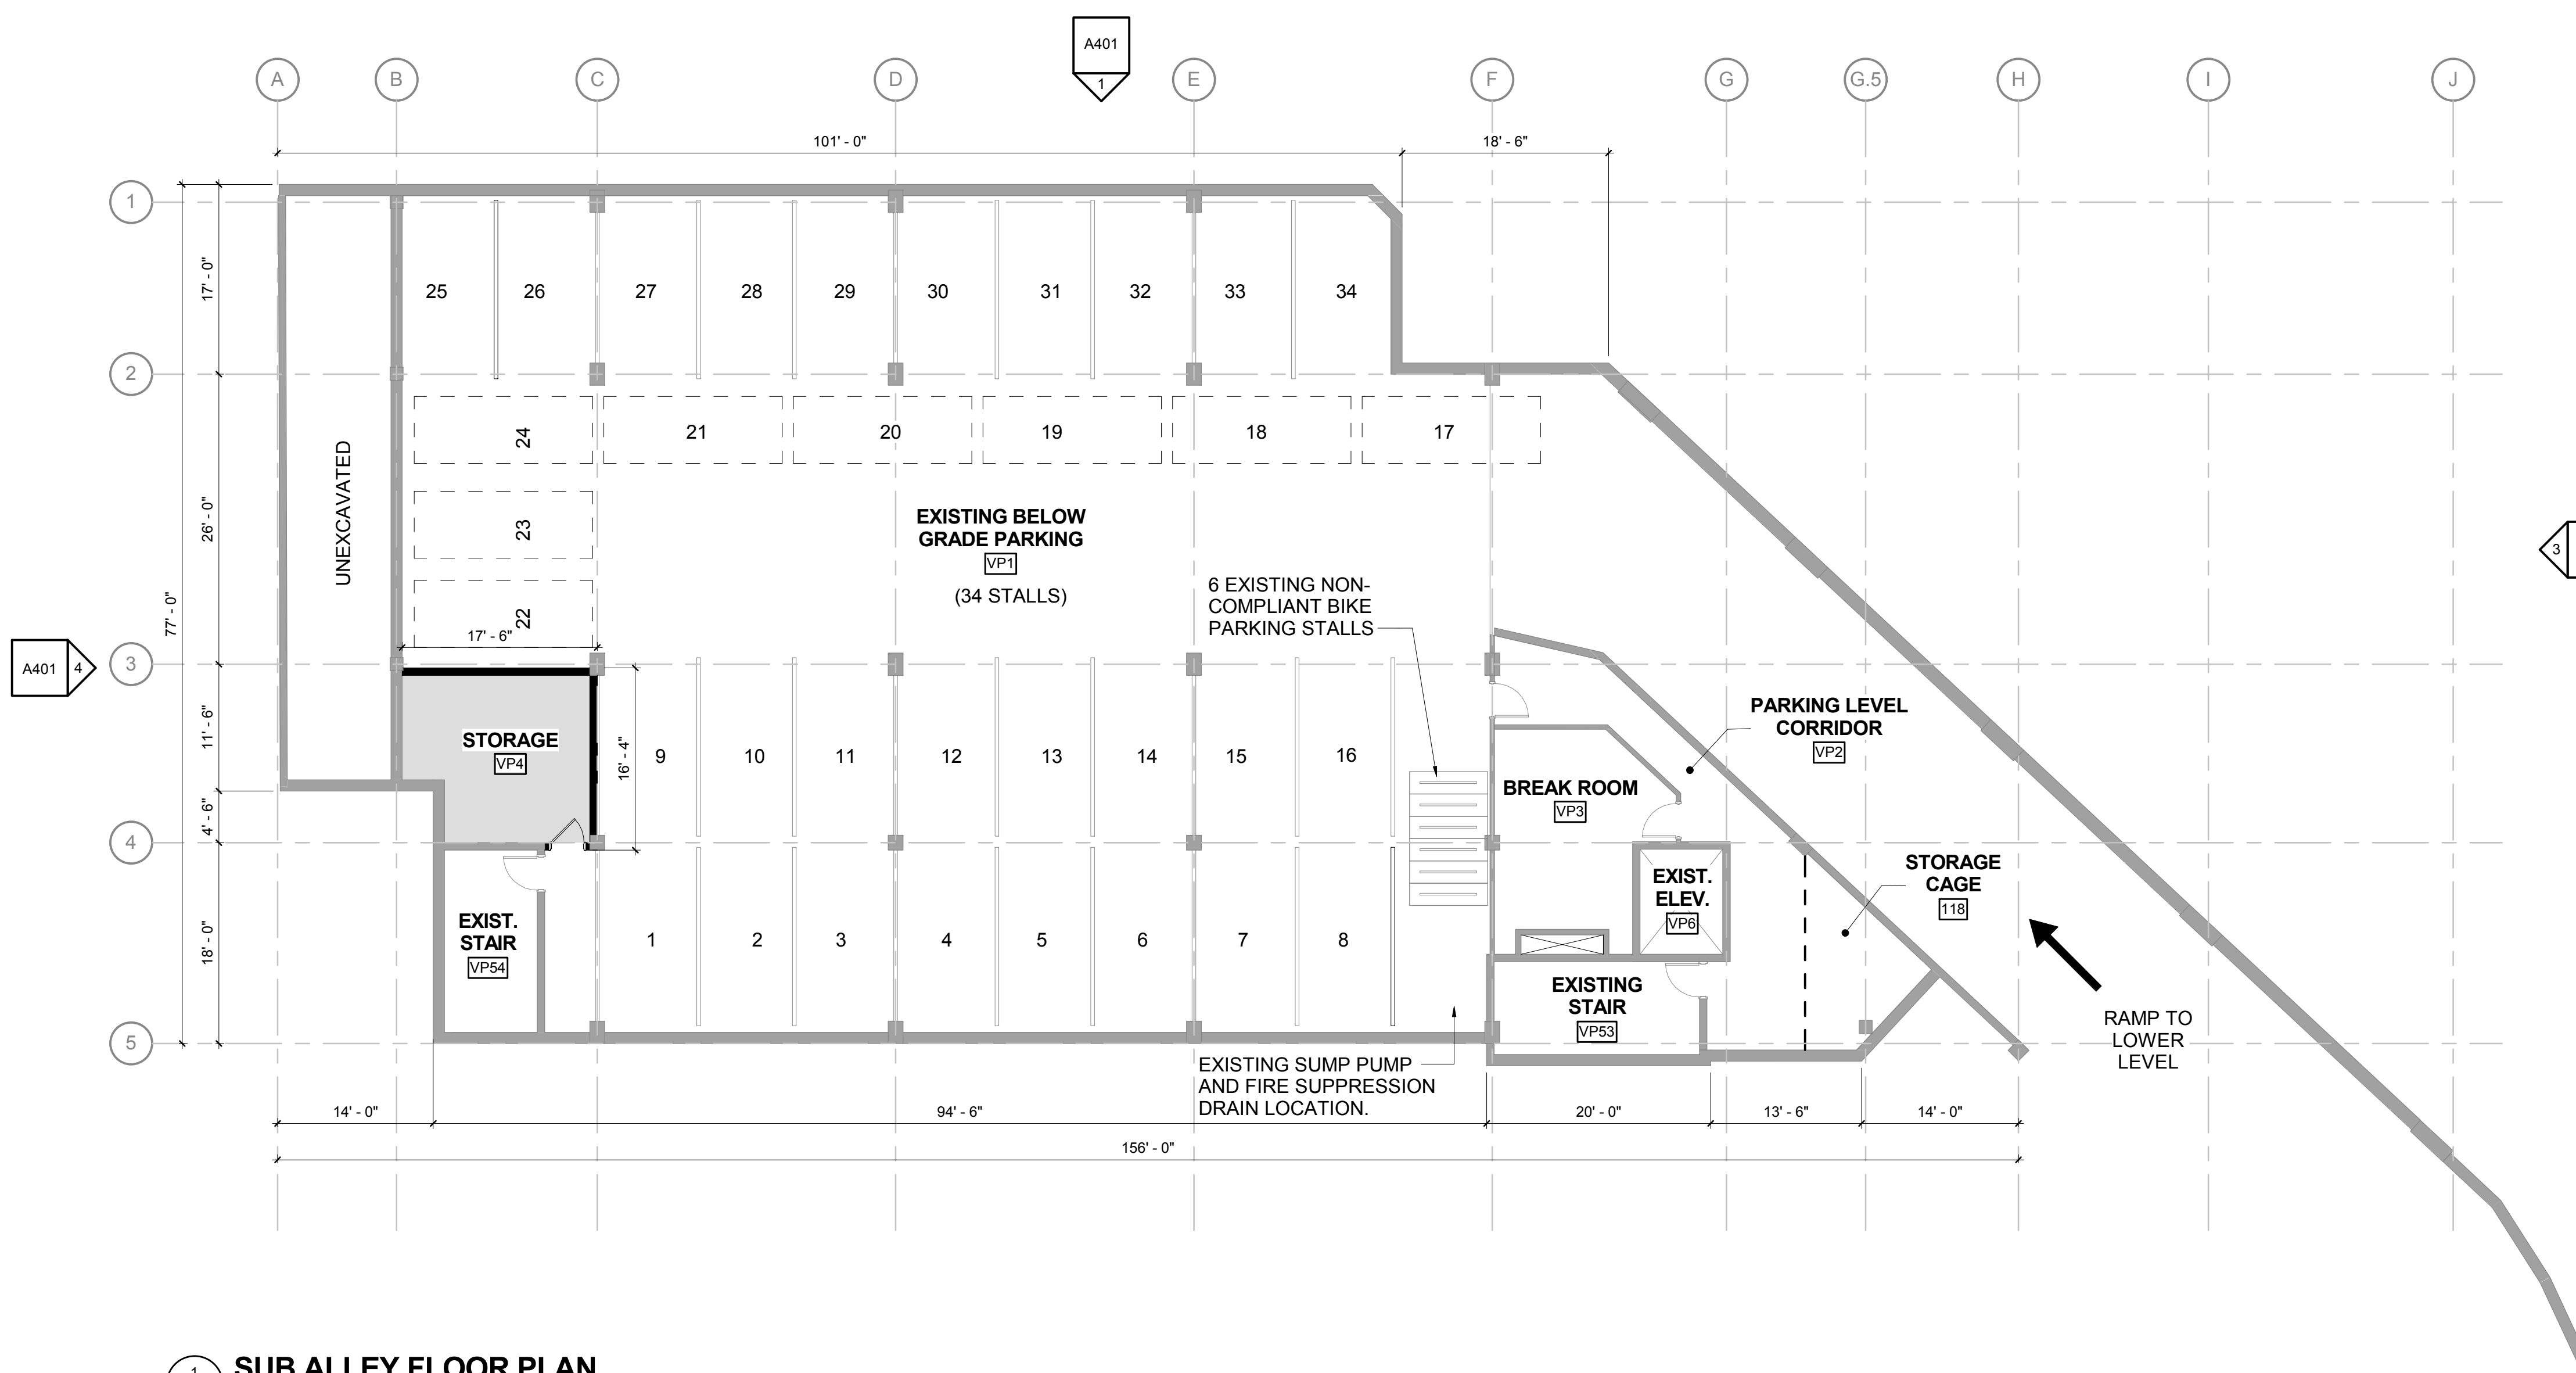 A401
1
A
B
C
D
E
F
G
G.5
H
I
J
101' - 0"
18' - 6"
1
2
3
4
5
17' - 0"
26' - 0"
77' - 0"
11' - 6"
4' - 6"
18' - 0"
A401
4
3
UNEXCAVATED
25
26
27
28
29
30
31
32
33
34
24
21
20
19
18
17
23
22
17' - 6"
EXISTING BELOW
GRADE PARKING
VP1
(34 STALLS)
6 EXISTING NON-
COMPLIANT BIKE
PARKING STALLS
STORAGE
VP4
16' - 4"
9
10
11
12
13
14
15
16
BREAK ROOM
VP3
PARKING LEVEL
CORRIDOR
VP2
STORAGE
CAGE
118
EXIST.
ELEV.
VP6
EXIST.
STAIR
VP54
1
2
3
4
5
6
7
8
EXISTING
STAIR
VP53
RAMP TO
LOWER
LEVEL
EXISTING SUMP PUMP
AND FIRE SUPPRESSION
DRAIN LOCATION.
14' - 0"
94' - 6"
20' - 0"
13' - 6"
14' - 0"
156' - 0"
1
SUB ALLEY FLOOR PLAN